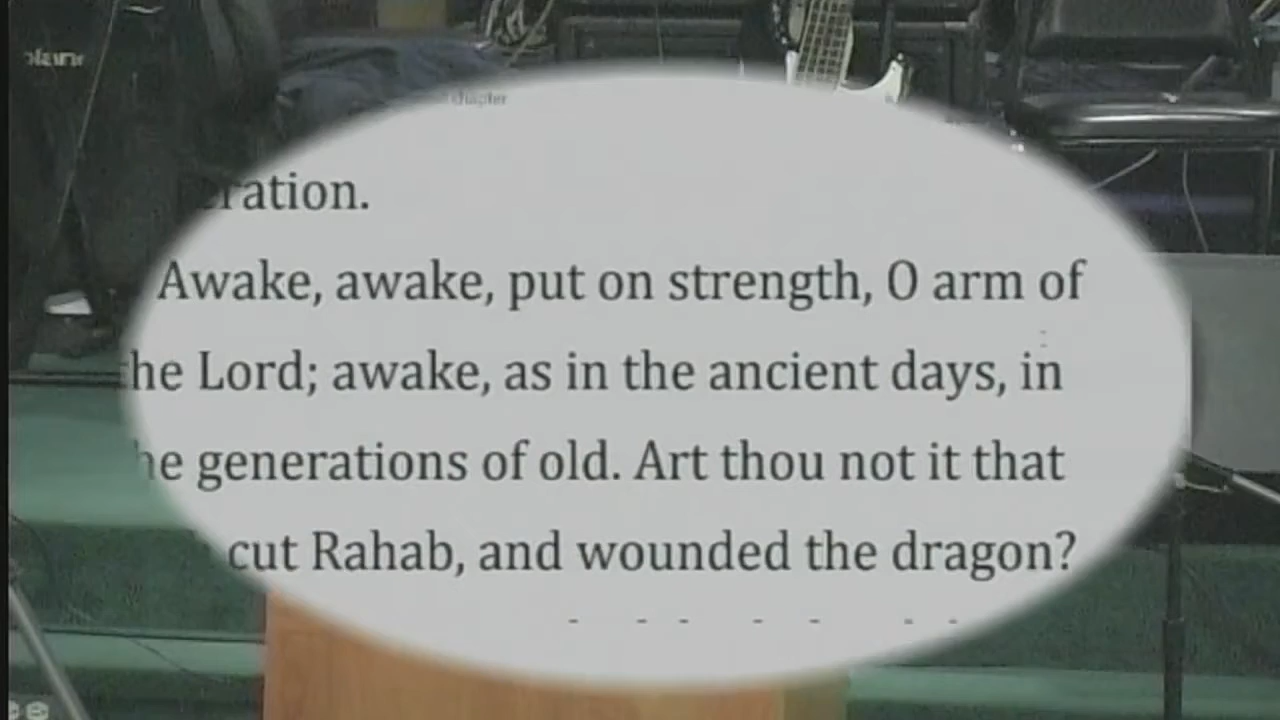 chapter
ration.
Awake, awake, put on strength, O arm of
he Lord; awake, as in the ancient days, in
he generations of old. Art thou not it that
cut Rahab, and wounded the dragon?